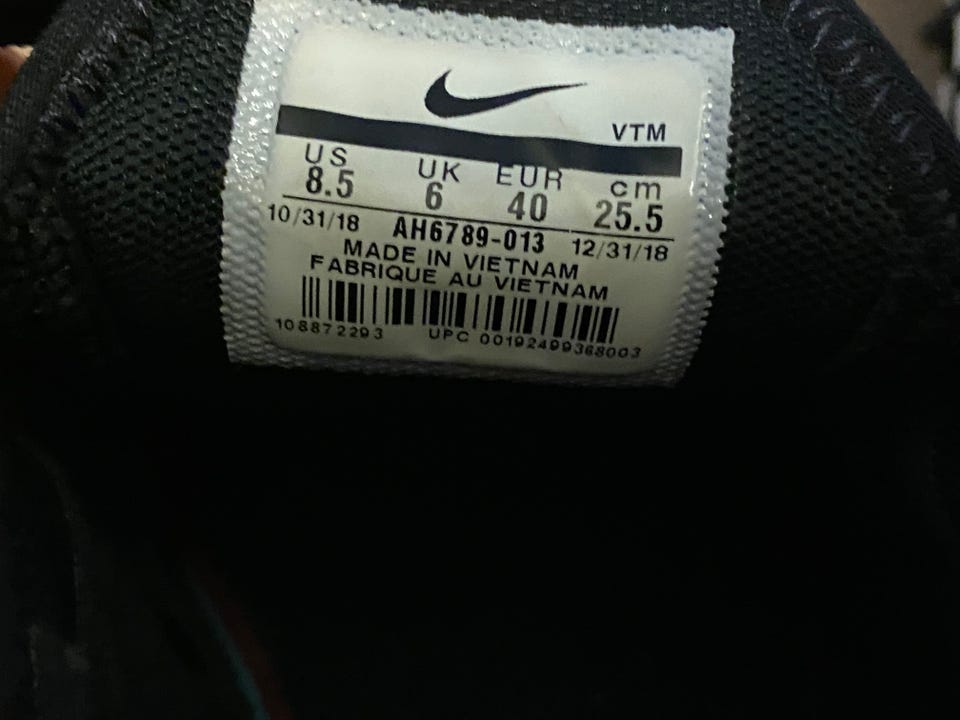 VTM
US UK EUR cm
8.5 6 40 25.5
10/31/18 AH6789-013 12/31/18
MADE IN VIETNAM
FABRIQUE AU VIETNAM
108872293 UPC 00192499368003